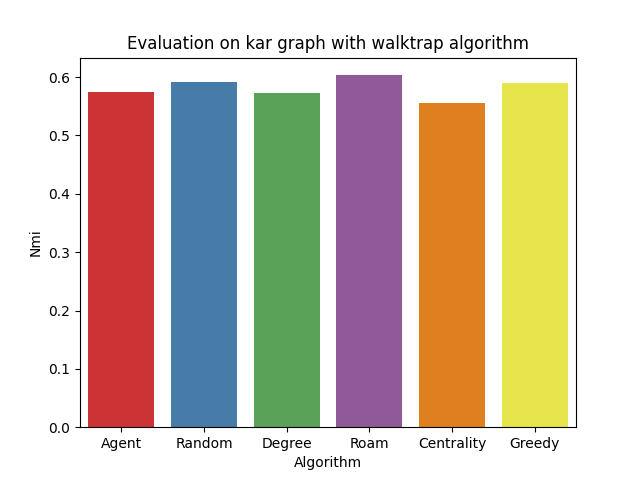 Evaluation on kar graph with walktrap algorithm
0.6
0.5
0.4
0.3
0.2
0.1
0.0
Nmi
Agent Random Degree Roam Centrality Greedy
Algorithm